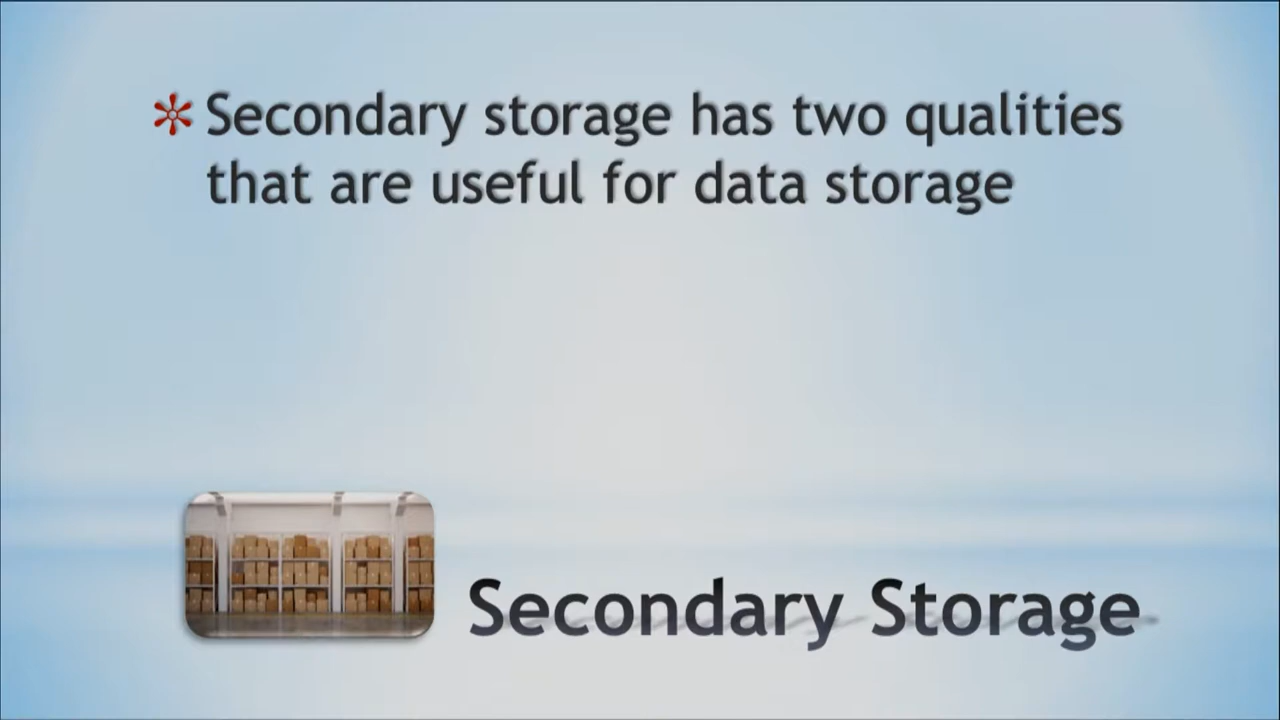 Secondary storage has two qualities
that are useful for data storage
Secondary Storage